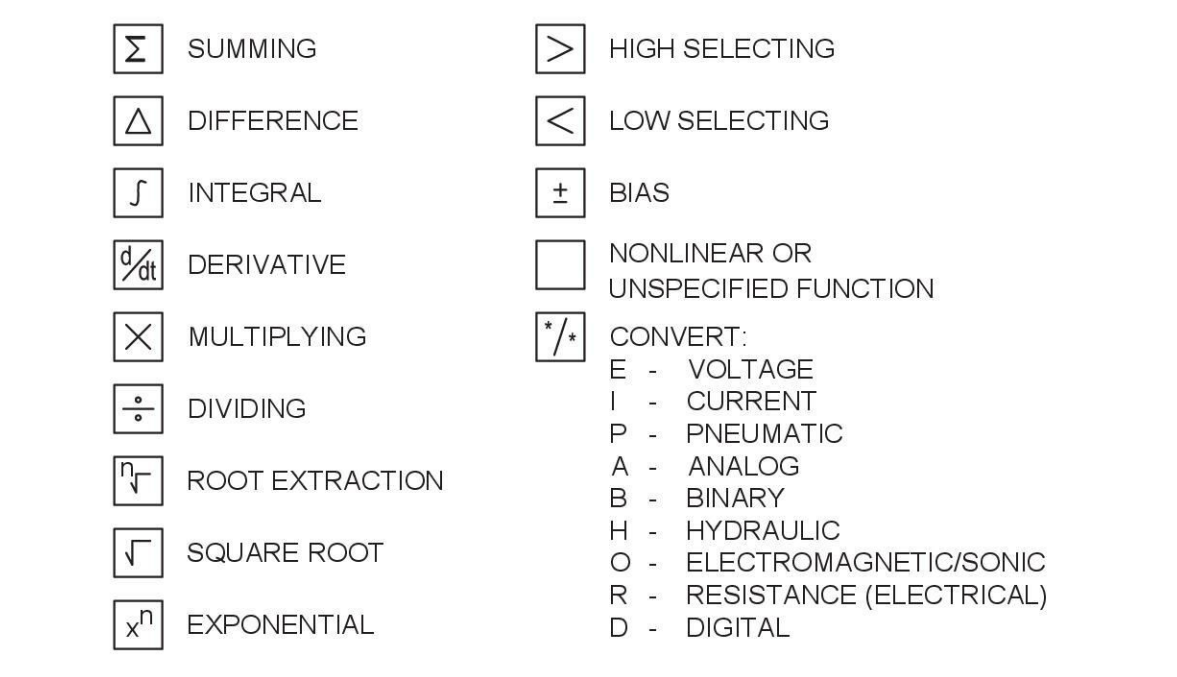 Σ SUMMING
Δ DIFFERENCE
∫ INTEGRAL
d/dt DERIVATIVE
× MULTIPLYING
÷ DIVIDING
n√ ROOT EXTRACTION
√ SQUARE ROOT
xⁿ EXPONENTIAL
> HIGH SELECTING
< LOW SELECTING
± BIAS
NONLINEAR OR
UNSPECIFIED FUNCTION
*/* CONVERT:
E - VOLTAGE
I - CURRENT
P - PNEUMATIC
A - ANALOG
B - BINARY
H - HYDRAULIC
O - ELECTROMAGNETIC/SONIC
R - RESISTANCE (ELECTRICAL)
D - DIGITAL